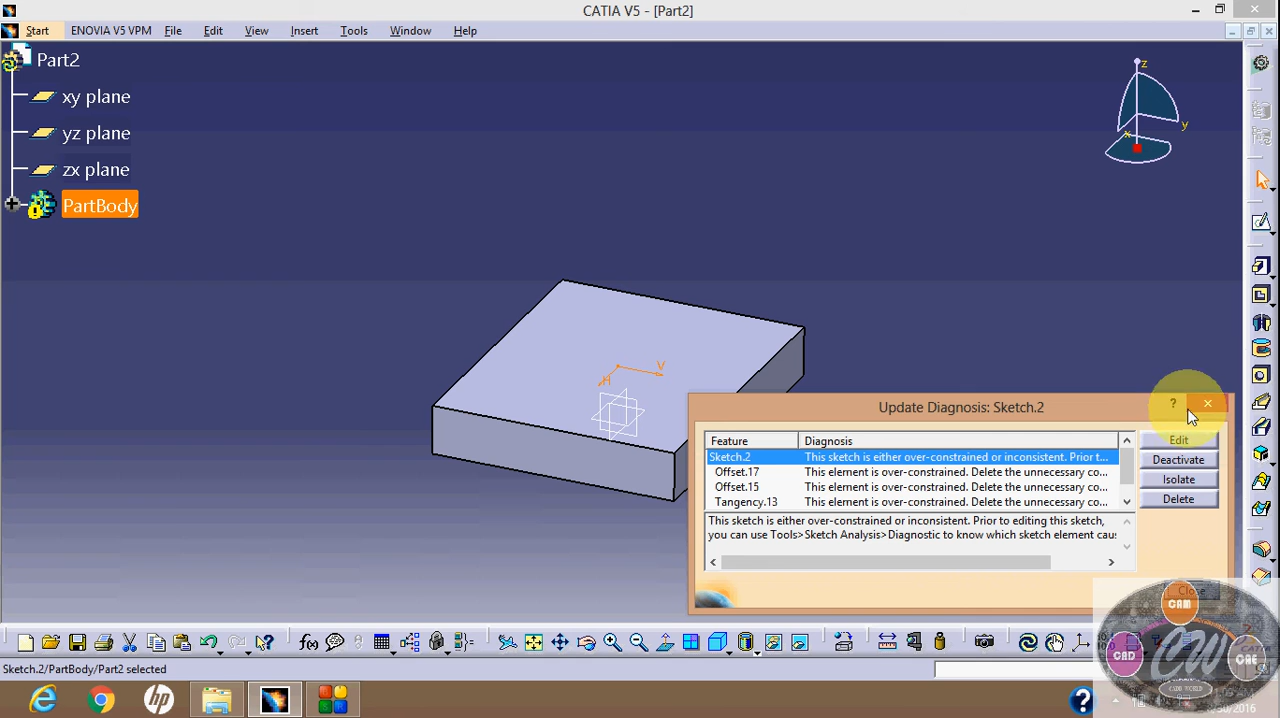 CATIA V5 - [Part2]
Start ENOVIA V5 VPM File Edit View Insert Tools Window Help
Part2
xy plane
yz plane
zx plane
PartBody
z
y
x
V
H
Update Diagnosis: Sketch.2
?
Feature Diagnosis
Sketch.2 This sketch is either over-constrained or inconsistent. Prior t...
Offset.17 This element is over-constrained. Delete the unnecessary co...
Offset.15 This element is over-constrained. Delete the unnecessary co...
Tangency.13 This element is over-constrained. Delete the unnecessary co...
Edit
Deactivate
Isolate
Delete
This sketch is either over-constrained or inconsistent. Prior to editing this sketch,
you can use Tools>Sketch Analysis>Diagnostic to know which sketch element cau
Close
CAM
CAD
CW
CAE
CADD WORLD
f(x)
Sketch.2/PartBody/Part2 selected
hp
?